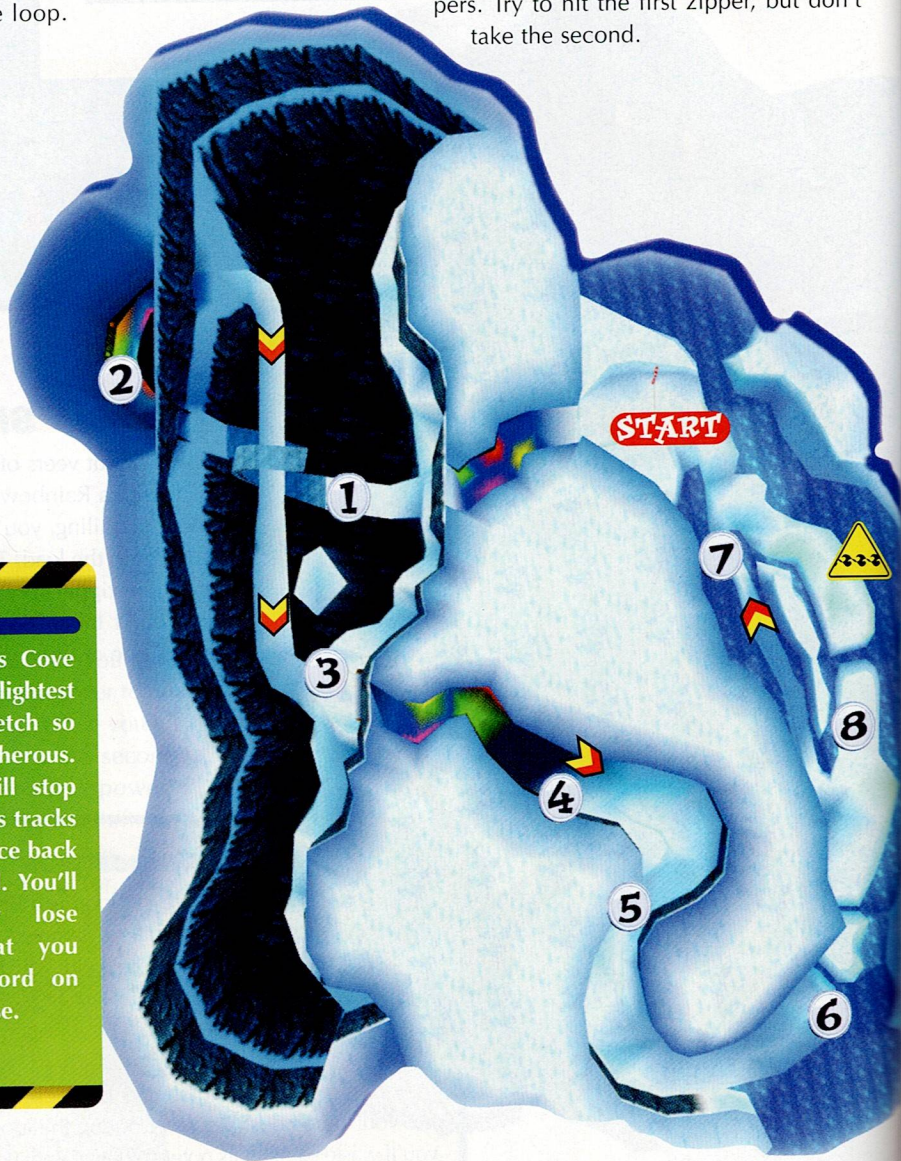 e loop.
pers. Try to hit the first zipper, but don't
take the second.
2
START
1
7
3
8
4
5
6
s Cove
lightest
etch so
herous.
ill stop
s tracks
ce back
. You'll
lose
at you
ord on
e.